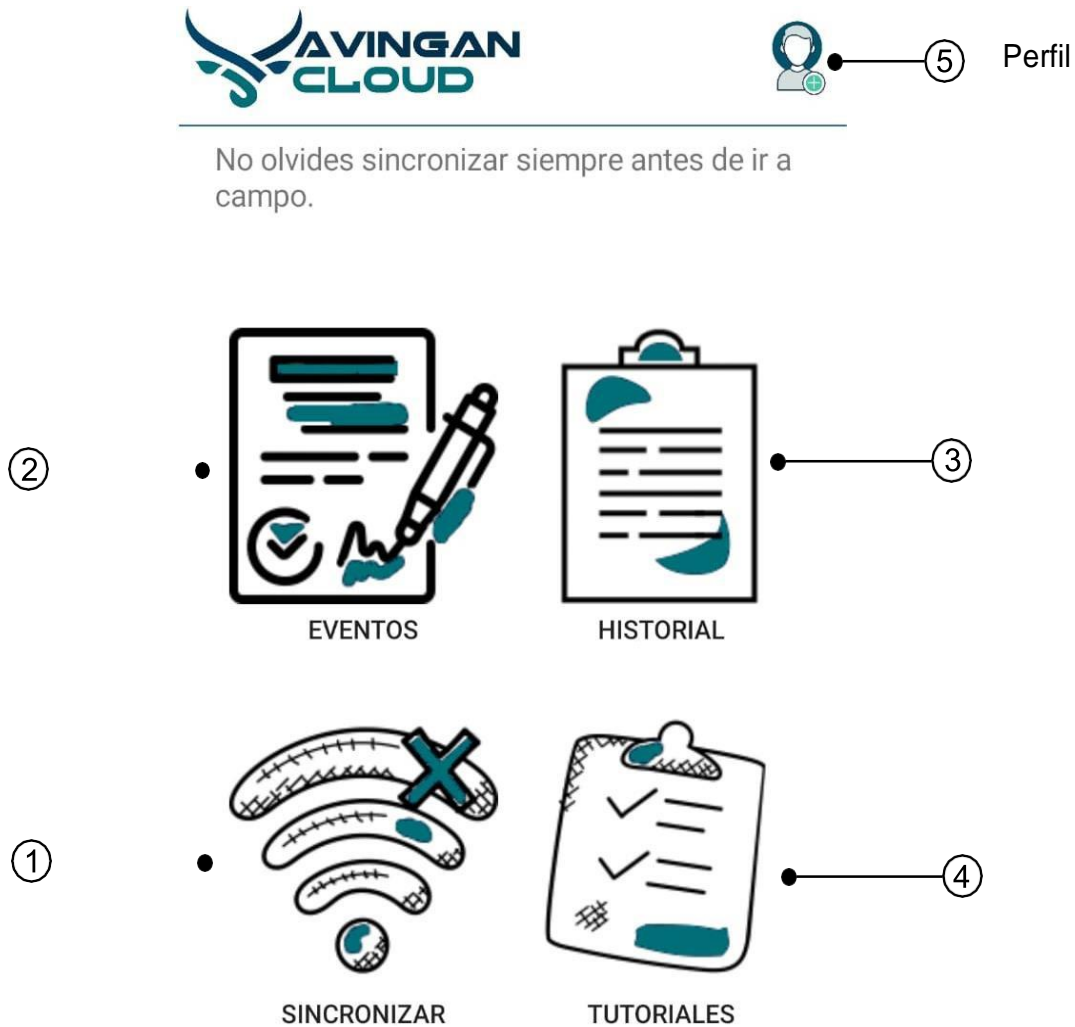 AVINGAN
CLOUD
5 Perfil
No olvides sincronizar siempre antes de ir a
campo.
2
3
EVENTOS HISTORIAL
1
4
SINCRONIZAR TUTORIALES